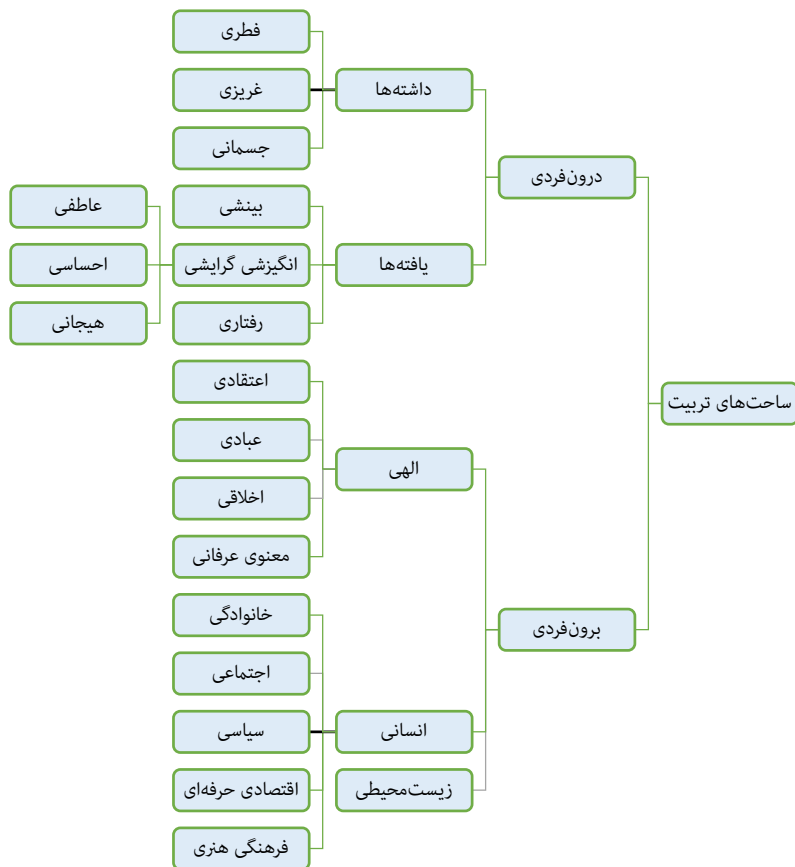 ساحت‌های تربیت
درون‌فردی
داشته‌ها
فطری
غریزی
جسمانی
یافته‌ها
بینشی
انگیزشی گرایشی
عاطفی
احساسی
هیجانی
رفتاری
برون‌فردی
الهی
اعتقادی
عبادی
اخلاقی
معنوی عرفانی
انسانی
خانوادگی
اجتماعی
سیاسی
اقتصادی حرفه‌ای
فرهنگی هنری
زیست‌محیطی